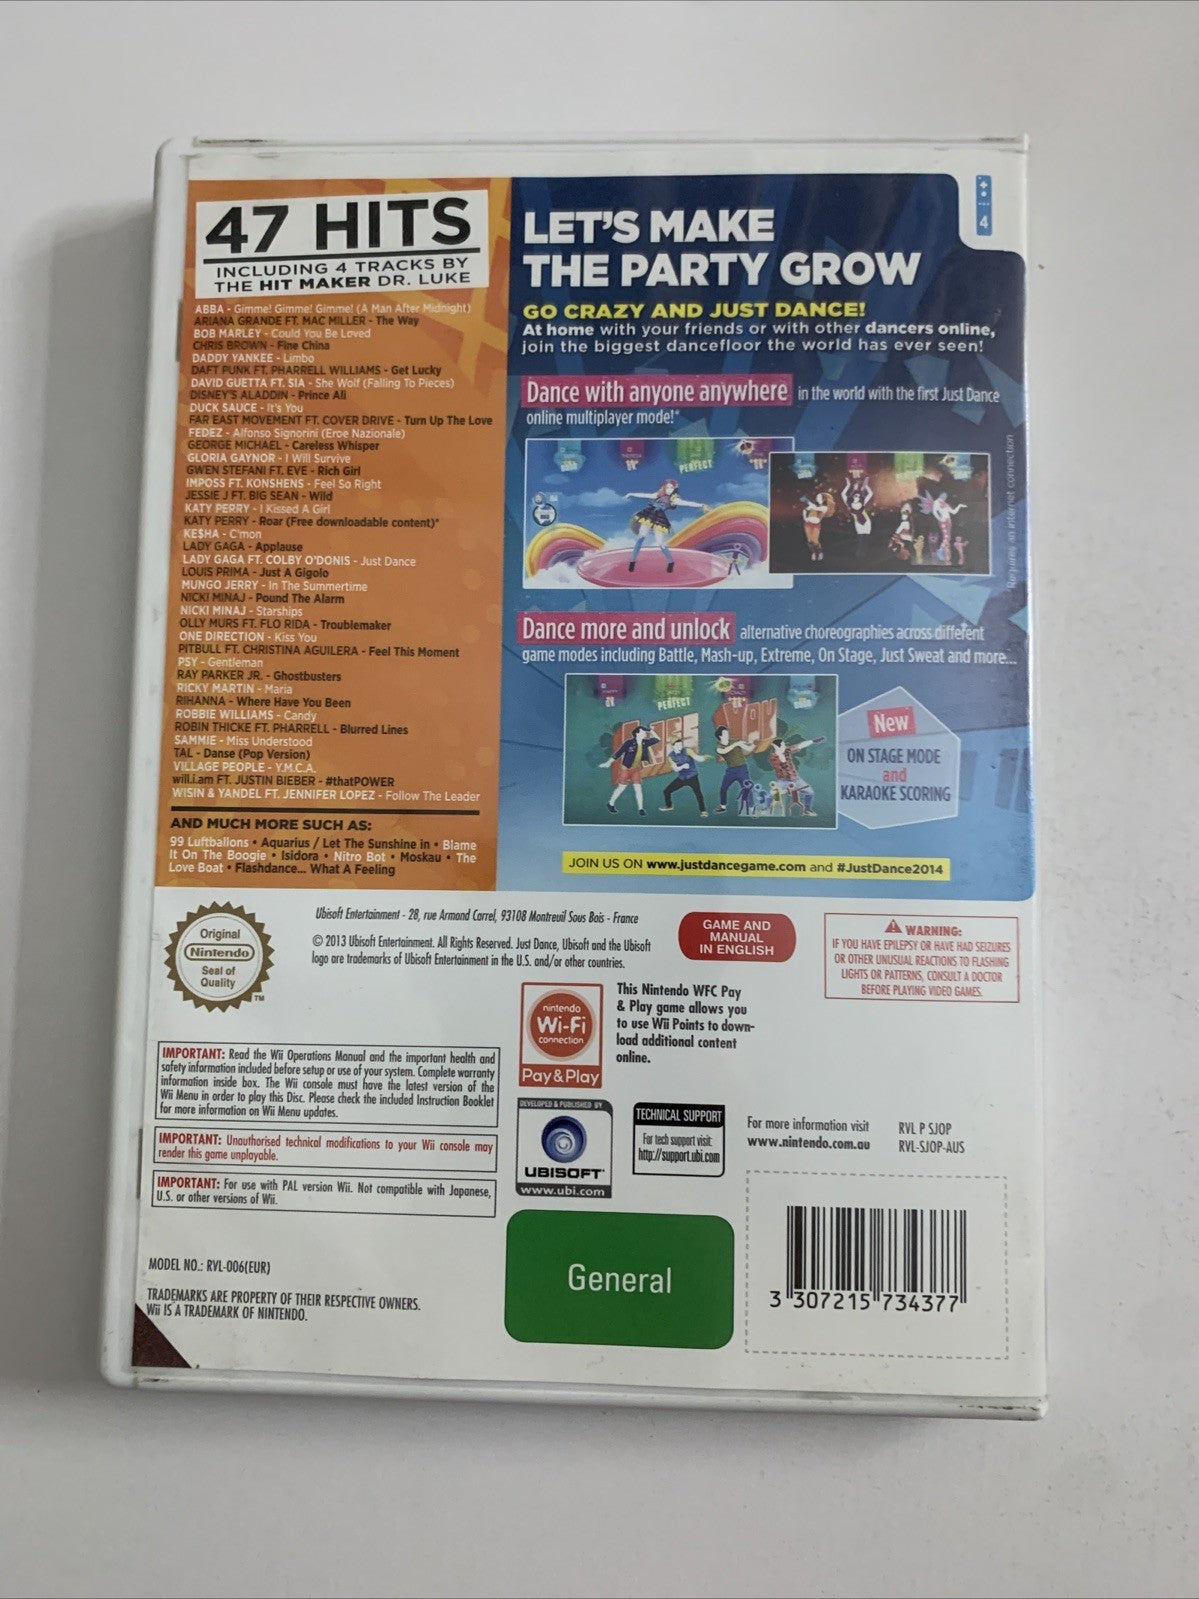 47 HITS
INCLUDING 4 TRACKS BY
THE HIT MAKER DR. LUKE
ABBA - Gimme! Gimme! Gimme! (A Man After Midnight)
ARIANA GRANDE FT. MAC MILLER - The Way
BOB MARLEY - Could You Be Loved
CHRIS BROWN - Fine China
DADDY YANKEE - Limbo
DAFT PUNK FT. PHARRELL WILLIAMS - Get Lucky
DAVID GUETTA FT. SIA - She Wolf (Falling To Pieces)
DISNEY'S ALADDIN - Prince Ali
DUCK SAUCE - It's You
FAR EAST MOVEMENT FT. COVER DRIVE - Turn Up The Love
FEDEZ - Alfonso Signorini (Eroe Nazionale)
GEORGE MICHAEL - Careless Whisper
GLORIA GAYNOR - I Will Survive
GWEN STEFANI FT. EVE - Rich Girl
IMPOSS FT. KONSHENS - Feel So Right
JESSIE J FT. BIG SEAN - Wild
KATY PERRY - I Kissed A Girl
KATY PERRY - Roar (Free downloadable content)*
KE$HA - C'mon
LADY GAGA - Applause
LADY GAGA FT. COLBY O'DONIS - Just Dance
LOUIS PRIMA - Just A Gigolo
MUNGO JERRY - In The Summertime
NICKI MINAJ - Pound The Alarm
NICKI MINAJ - Starships
OLLY MURS FT. FLO RIDA - Troublemaker
ONE DIRECTION - Kiss You
PITBULL FT. CHRISTINA AGUILERA - Feel This Moment
PSY - Gentleman
RAY PARKER JR. - Ghostbusters
RICKY MARTIN - Maria
RIHANNA - Where Have You Been
ROBBIE WILLIAMS - Candy
ROBIN THICKE FT. PHARRELL - Blurred Lines
SAMMIE - Miss Understood
TAL - Danse (Pop Version)
VILLAGE PEOPLE - Y.M.C.A.
will.i.am FT. JUSTIN BIEBER - #thatPOWER
WISIN & YANDEL FT. JENNIFER LOPEZ - Follow The Leader
AND MUCH MORE SUCH AS:
99 Luftballons • Aquarius / Let The Sunshine in • Blame
It On The Boogie • Isidora • Nitro Bot • Moskau • The
Love Boat • Flashdance... What A Feeling
4
LET'S MAKE
THE PARTY GROW
GO CRAZY AND JUST DANCE!
At home with your friends or with other dancers online,
join the biggest dancefloor the world has ever seen!
Dance with anyone anywhere in the world with the first Just Dance
online multiplayer mode!*
PERFECT
Requires an internet connection
Dance more and unlock alternative choreographies across different
game modes including Battle, Mash-up, Extreme, On Stage, Just Sweat and more...
PERFECT
New
ON STAGE MODE
and
KARAOKE SCORING
JOIN US ON www.justdancegame.com and #JustDance2014
Original
Nintendo
Seal of
Quality
TM
Ubisoft Entertainment - 28, rue Armand Carrel, 93108 Montreuil Sous Bois - France
© 2013 Ubisoft Entertainment. All Rights Reserved. Just Dance, Ubisoft and the Ubisoft
logo are trademarks of Ubisoft Entertainment in the U.S. and/or other countries.
GAME AND
MANUAL
IN ENGLISH
WARNING:
IF YOU HAVE EPILEPSY OR HAVE HAD SEIZURES
OR OTHER UNUSUAL REACTIONS TO FLASHING
LIGHTS OR PATTERNS, CONSULT A DOCTOR
BEFORE PLAYING VIDEO GAMES.
nintendo
Wi-Fi
connection
Pay & Play
This Nintendo WFC Pay
& Play game allows you
to use Wii Points to down-
load additional content
online.
IMPORTANT: Read the Wii Operations Manual and the important health and
safety information included before setup or use of your system. Complete warranty
information inside box. The Wii console must have the latest version of the
Wii Menu in order to play this Disc. Please check the included Instruction Booklet
for more information on Wii Menu updates.
IMPORTANT: Unauthorised technical modifications to your Wii console may
render this game unplayable.
IMPORTANT: For use with PAL version Wii. Not compatible with Japanese,
U.S. or other versions of Wii.
DEVELOPED & PUBLISHED BY
UBISOFT
www.ubi.com
TECHNICAL SUPPORT
For tech support visit:
http://support.ubi.com
For more information visit
www.nintendo.com.au
RVL P SJOP
RVL-SJOP-AUS
MODEL NO.: RVL-006(EUR)
TRADEMARKS ARE PROPERTY OF THEIR RESPECTIVE OWNERS.
Wii IS A TRADEMARK OF NINTENDO.
General
3 307215 734377